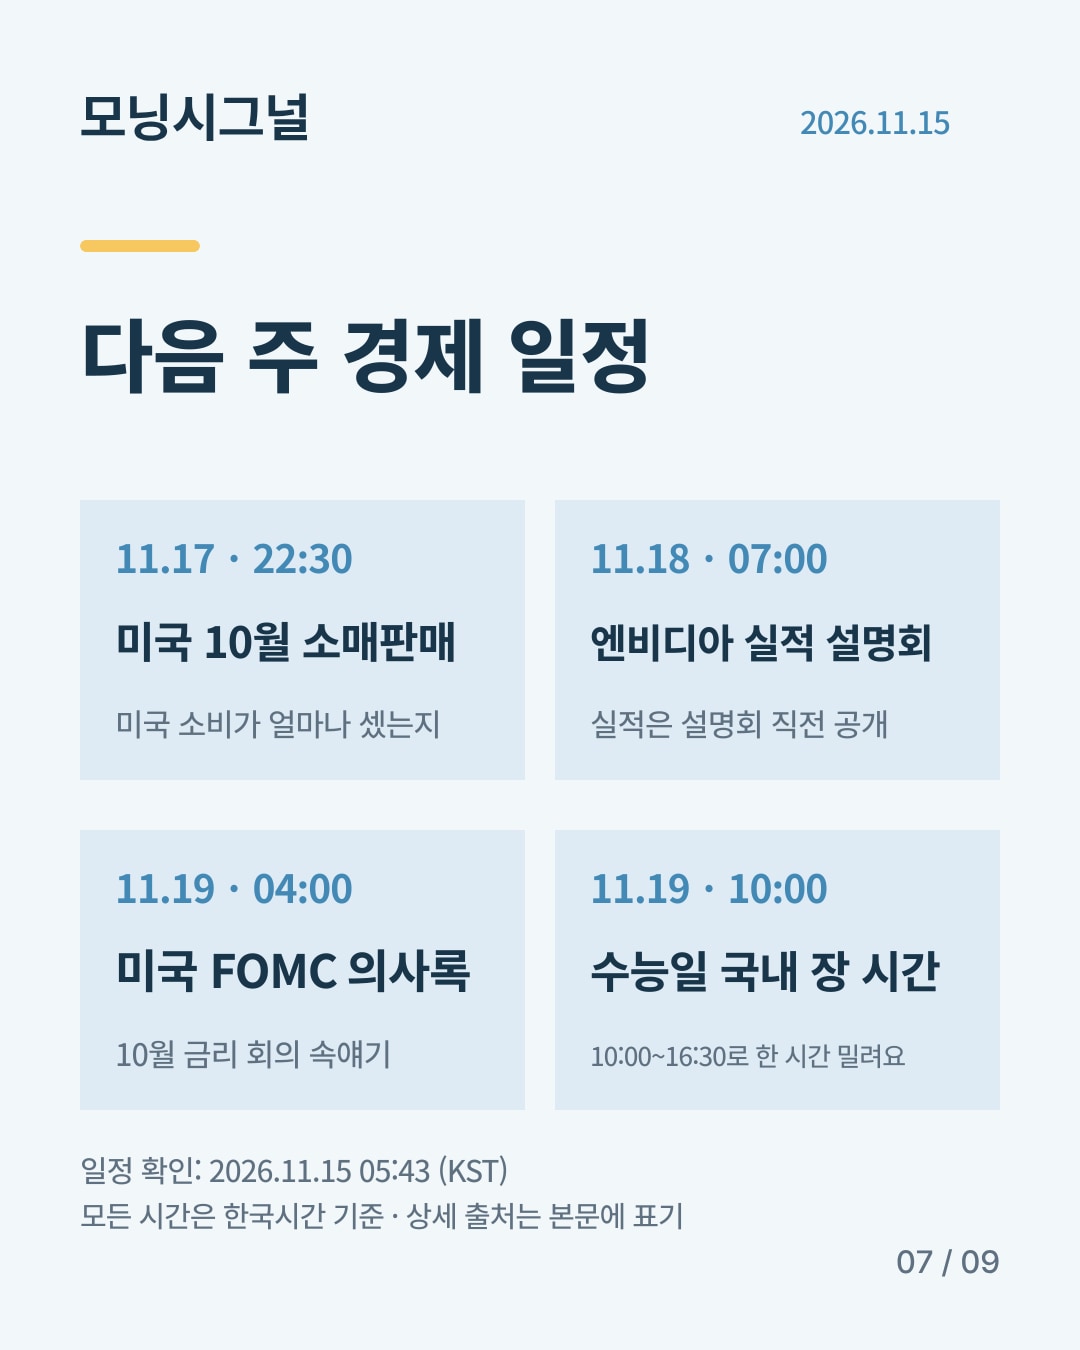 모닝시그널
2026.11.15
다음 주 경제 일정
11.17 · 22:30
미국 10월 소매판매
미국 소비가 얼마나 셌는지
11.18 · 07:00
엔비디아 실적 설명회
실적은 설명회 직전 공개
11.19 · 04:00
미국 FOMC 의사록
10월 금리 회의 속얘기
11.19 · 10:00
수능일 국내 장 시간
10:00~16:30로 한 시간 밀려요
일정 확인: 2026.11.15 05:43 (KST)
모든 시간은 한국시간 기준 · 상세 출처는 본문에 표기
07 / 09